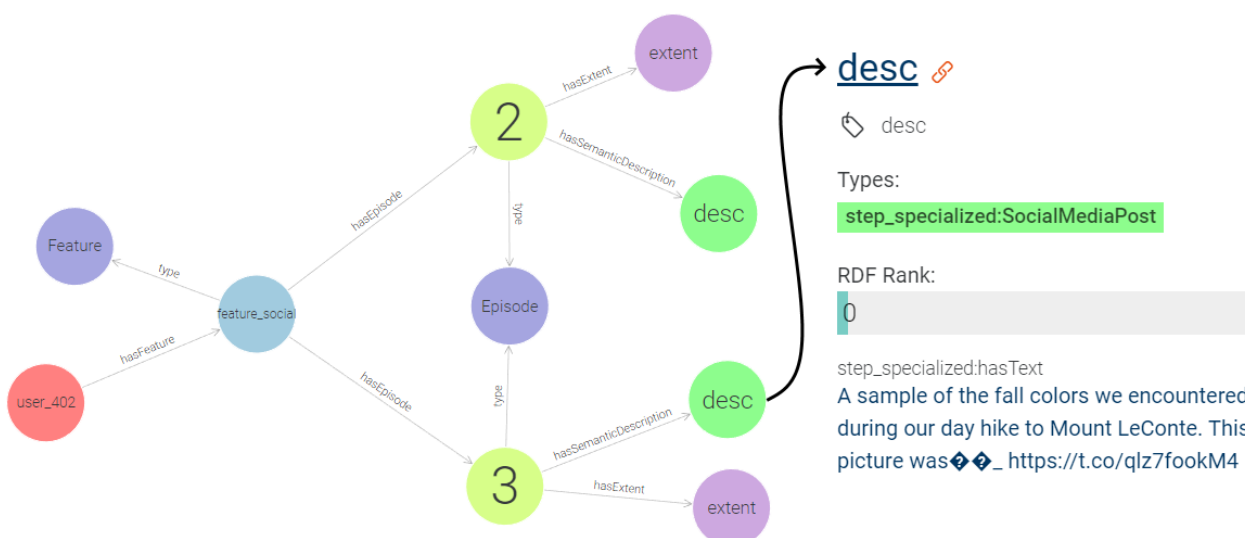 extent
hasExtent
2
hasSemanticDescription
desc
hasEpisode
type
Feature
type
feature_social
Episode
hasFeature
user_402
hasEpisode
type
desc
hasSemanticDescription
3
hasExtent
extent
desc
desc
Types:
step_specialized:SocialMediaPost
RDF Rank:
0
step_specialized:hasText
A sample of the fall colors we encountered
during our day hike to Mount LeConte. This
picture was��_ https://t.co/qlz7fookM4